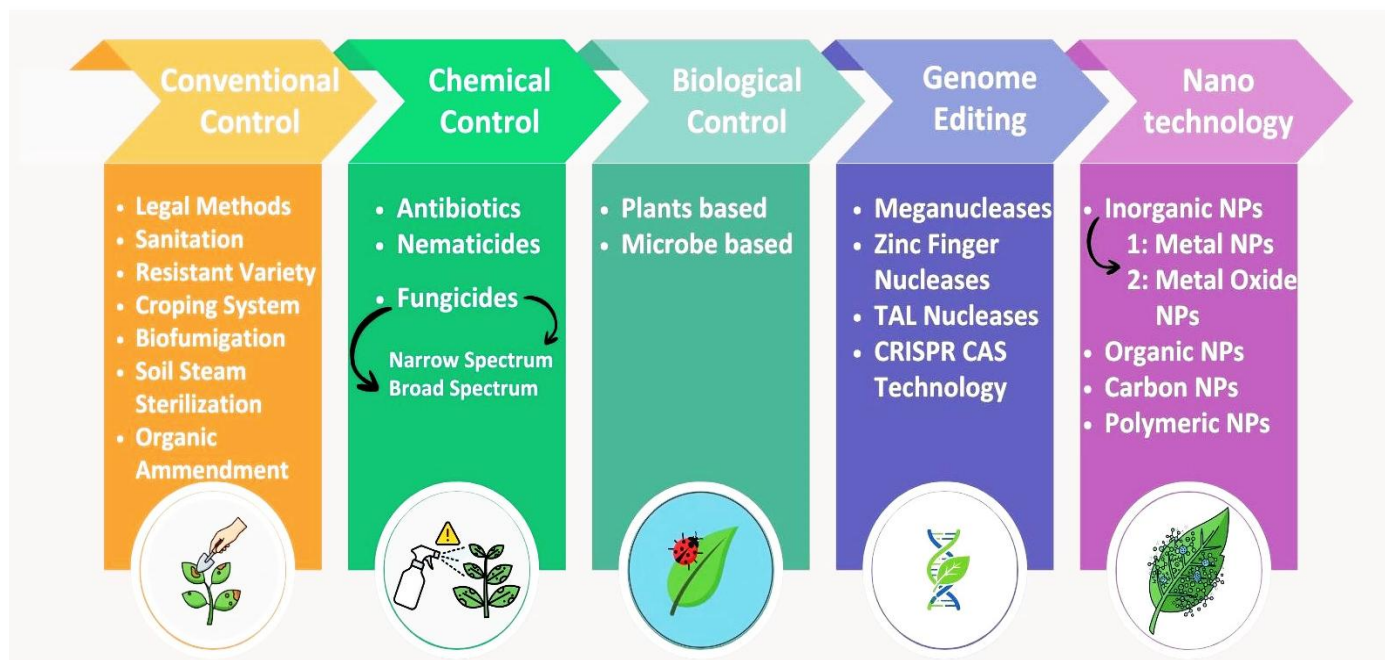 Conventional
Control
• Legal Methods
• Sanitation
• Resistant Variety
• Croping System
• Biofumigation
• Soil Steam
Sterilization
• Organic
Ammendment
Chemical
Control
• Antibiotics
• Nematicides
• Fungicides
Narrow Spectrum
Broad Spectrum
Biological
Control
• Plants based
• Microbe based
Genome
Editing
• Meganucleases
• Zinc Finger
Nucleases
• TAL Nucleases
• CRISPR CAS
Technology
Nano
technology
• Inorganic NPs
1: Metal NPs
2: Metal Oxide
NPs
• Organic NPs
• Carbon NPs
• Polymeric NPs